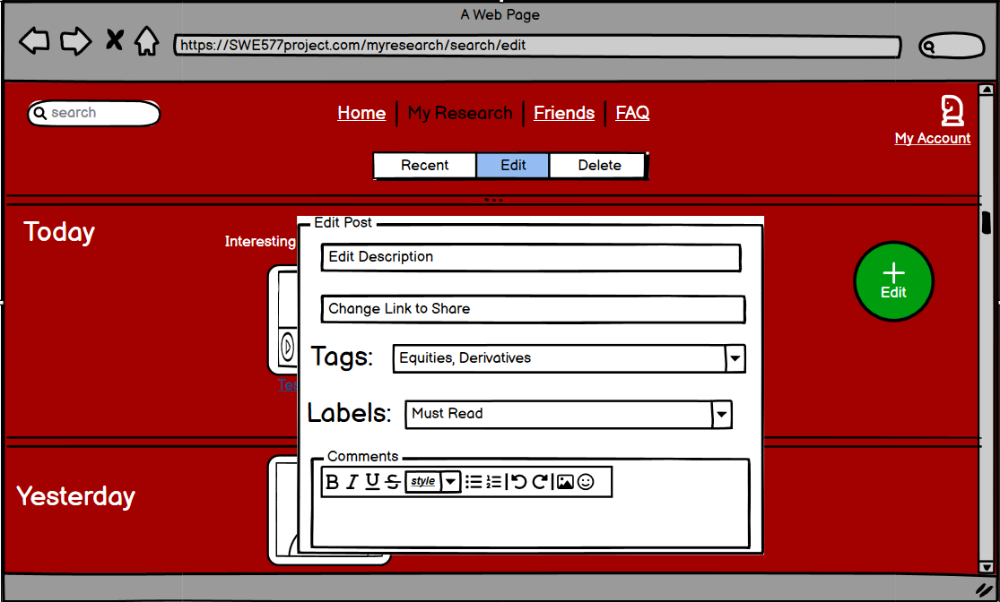 A Web Page
https://SWE577project.com/myresearch/search/edit
search
Home My Research Friends FAQ
My Account
Recent Edit Delete
Today
Interesting
Edit Post
Edit Description
Change Link to Share
Edit
Tags: Equities, Derivatives
Labels: Must Read
Comments
B I U S style
Yesterday